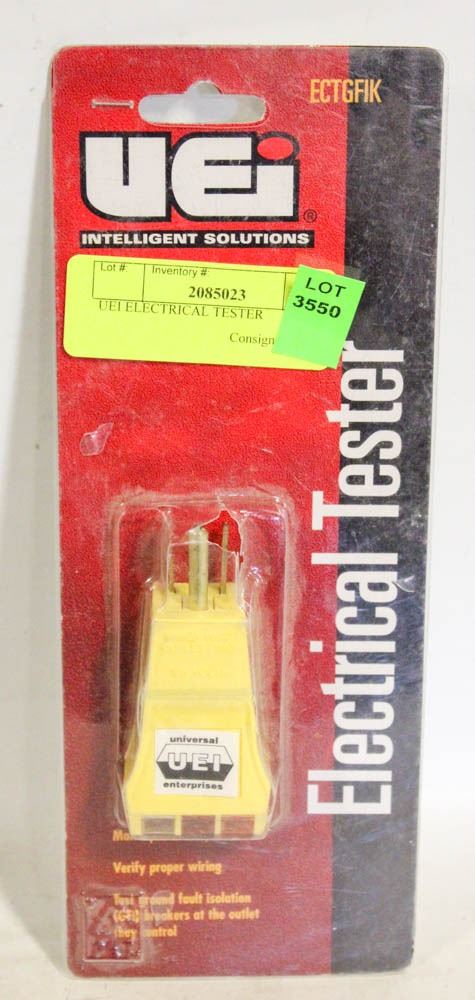 ECTGFIK
UEi®
INTELLIGENT SOLUTIONS
Lot #: Inventory #:
2085023
UEI ELECTRICAL TESTER
Consign
LOT
3550
Electrical Tester
universal
UEI
enterprises
Verify proper wiring
Test ground fault isolation
(GFI) breakers at the outlet
they control